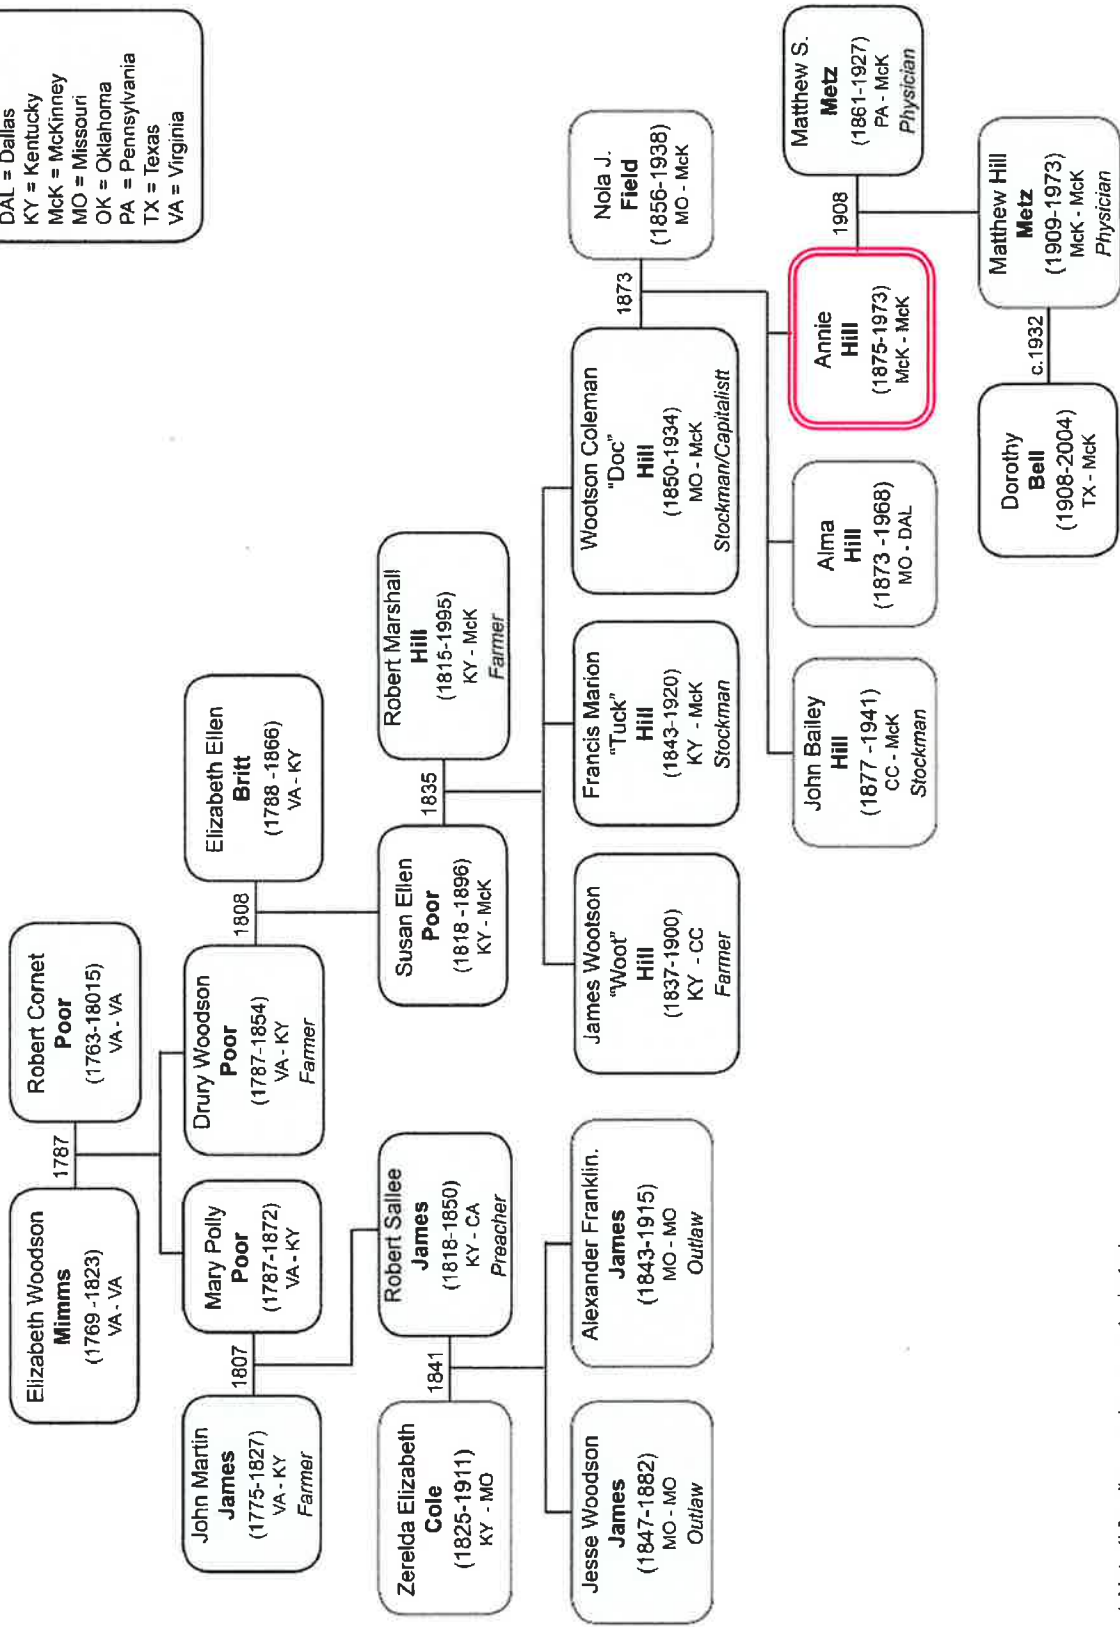 DAL = Dallas
KY = Kentucky
McK = McKinney
MO = Missouri
OK = Oklahoma
PA = Pennsylvania
TX = Texas
VA = Virginia
Elizabeth Woodson
Mimms
(1769 -1823)
VA - VA
1787
Robert Cornet
Poor
(1763-18015)
VA - VA
John Martin
James
(1775-1827)
VA - KY
Farmer
1807
Mary Polly
Poor
(1787-1872)
VA - KY
Drury Woodson
Poor
(1787-1854)
VA - KY
Farmer
1808
Elizabeth Ellen
Britt
(1788 -1866)
VA - KY
Zerelda Elizabeth
Cole
(1825-1911)
KY - MO
1841
Robert Sallee
James
(1818-1850)
KY - CA
Preacher
Susan Ellen
Poor
(1818 -1896)
KY - McK
1835
Robert Marshall
Hill
(1815-1995)
KY - McK
Farmer
Jesse Woodson
James
(1847-1882)
MO - MO
Outlaw
Alexander Franklin.
James
(1843-1915)
MO - MO
Outlaw
James Wootson
"Woot"
Hill
(1837-1900)
KY - CC
Farmer
Francis Marion
"Tuck"
Hill
(1843-1920)
KY - McK
Stockman
Wootson Coleman
"Doc"
Hill
(1850-1934)
MO - McK
Stockman/Capitalistt
1873
Nola J.
Field
(1856-1938)
MO - McK
John Bailey
Hill
(1877 -1941)
CC - McK
Stockman
Alma
Hill
(1873 -1968)
MO - DAL
Annie
Hill
(1875-1973)
McK - McK
1908
Matthew S.
Metz
(1861-1927)
PA - McK
Physician
Dorothy
Bell
(1908-2004)
TX - McK
c.1932
Matthew Hill
Metz
(1909-1973)
McK - McK
Physician